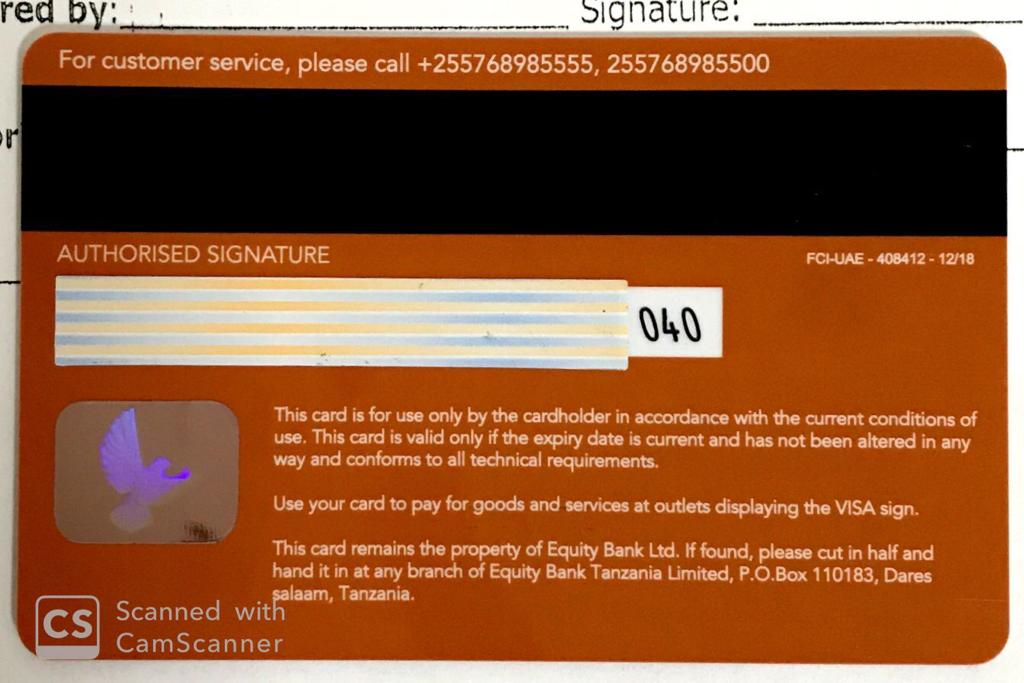 red by:
Signature:
For customer service, please call +255768985555, 255768985500
or
AUTHORISED SIGNATURE
FCI-UAE - 408412 - 12/18
040
This card is for use only by the cardholder in accordance with the current conditions of
use. This card is valid only if the expiry date is current and has not been altered in any
way and conforms to all technical requirements.
Use your card to pay for goods and services at outlets displaying the VISA sign.
This card remains the property of Equity Bank Ltd. If found, please cut in half and
hand it in at any branch of Equity Bank Tanzania Limited, P.O.Box 110183, Dares
salaam, Tanzania.
CS Scanned with
CamScanner